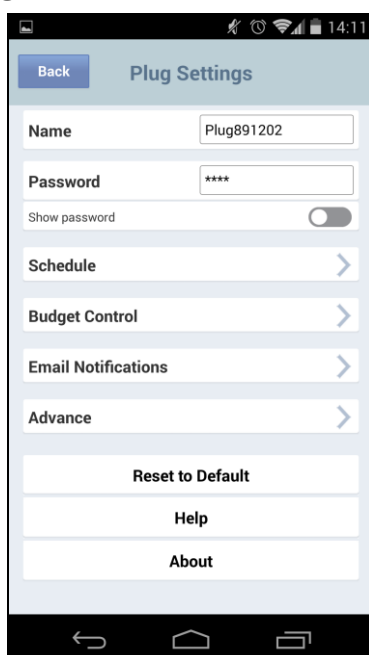 14:11
Back Plug Settings
Name Plug891202
Password ****
Show password
Schedule
Budget Control
Email Notifications
Advance
Reset to Default
Help
About